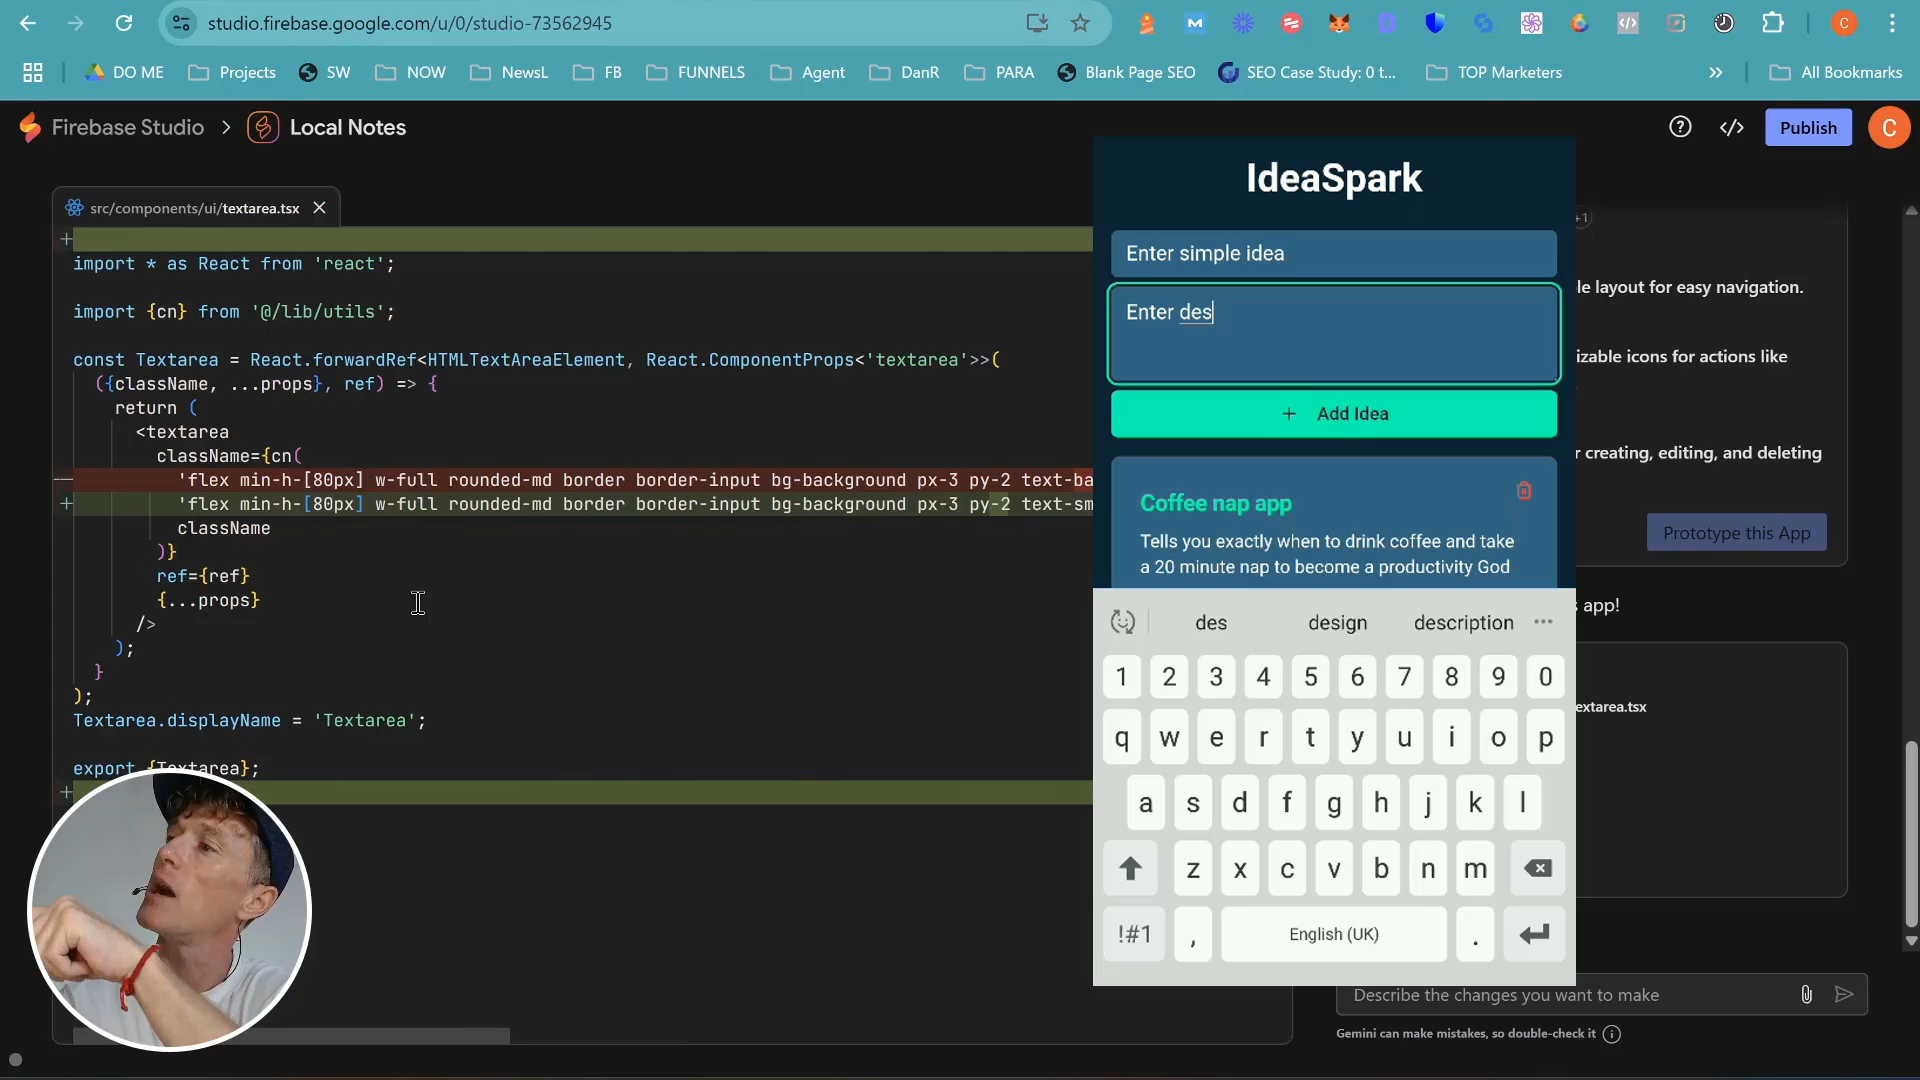 studio.firebase.google.com/u/0/studio-73562945
DO ME Projects SW NOW NewsL FB FUNNELS Agent DanR PARA Blank Page SEO SEO Case Study: 0 t... TOP Marketers » All Bookmarks
Firebase Studio > Local Notes
Publish
C
src/components/ui/textarea.tsx
import * as React from 'react';
import {cn} from '@/lib/utils';
const Textarea = React.forwardRef<HTMLTextAreaElement, React.ComponentProps<'textarea'>>(
({className, ...props}, ref) => {
return (
<textarea
className={cn(
'flex min-h-[80px] w-full rounded-md border border-input bg-background px-3 py-2 text-ba
'flex min-h-[80px] w-full rounded-md border border-input bg-background px-3 py-2 text-sm
className
)}
ref={ref}
{...props}
/>
);
}
);
Textarea.displayName = 'Textarea';
export {Textarea};
IdeaSpark
Enter simple idea
Enter des
+ Add Idea
Coffee nap app
Tells you exactly when to drink coffee and take
a 20 minute nap to become a productivity God
des design description
1 2 3 4 5 6 7 8 9 0
q w e r t y u i o p
a s d f g h j k l
z x c v b n m
!#1 , English (UK) .
+1
le layout for easy navigation.
izable icons for actions like
r creating, editing, and deleting
Prototype this App
s app!
extarea.tsx
Describe the changes you want to make
Gemini can make mistakes, so double-check it